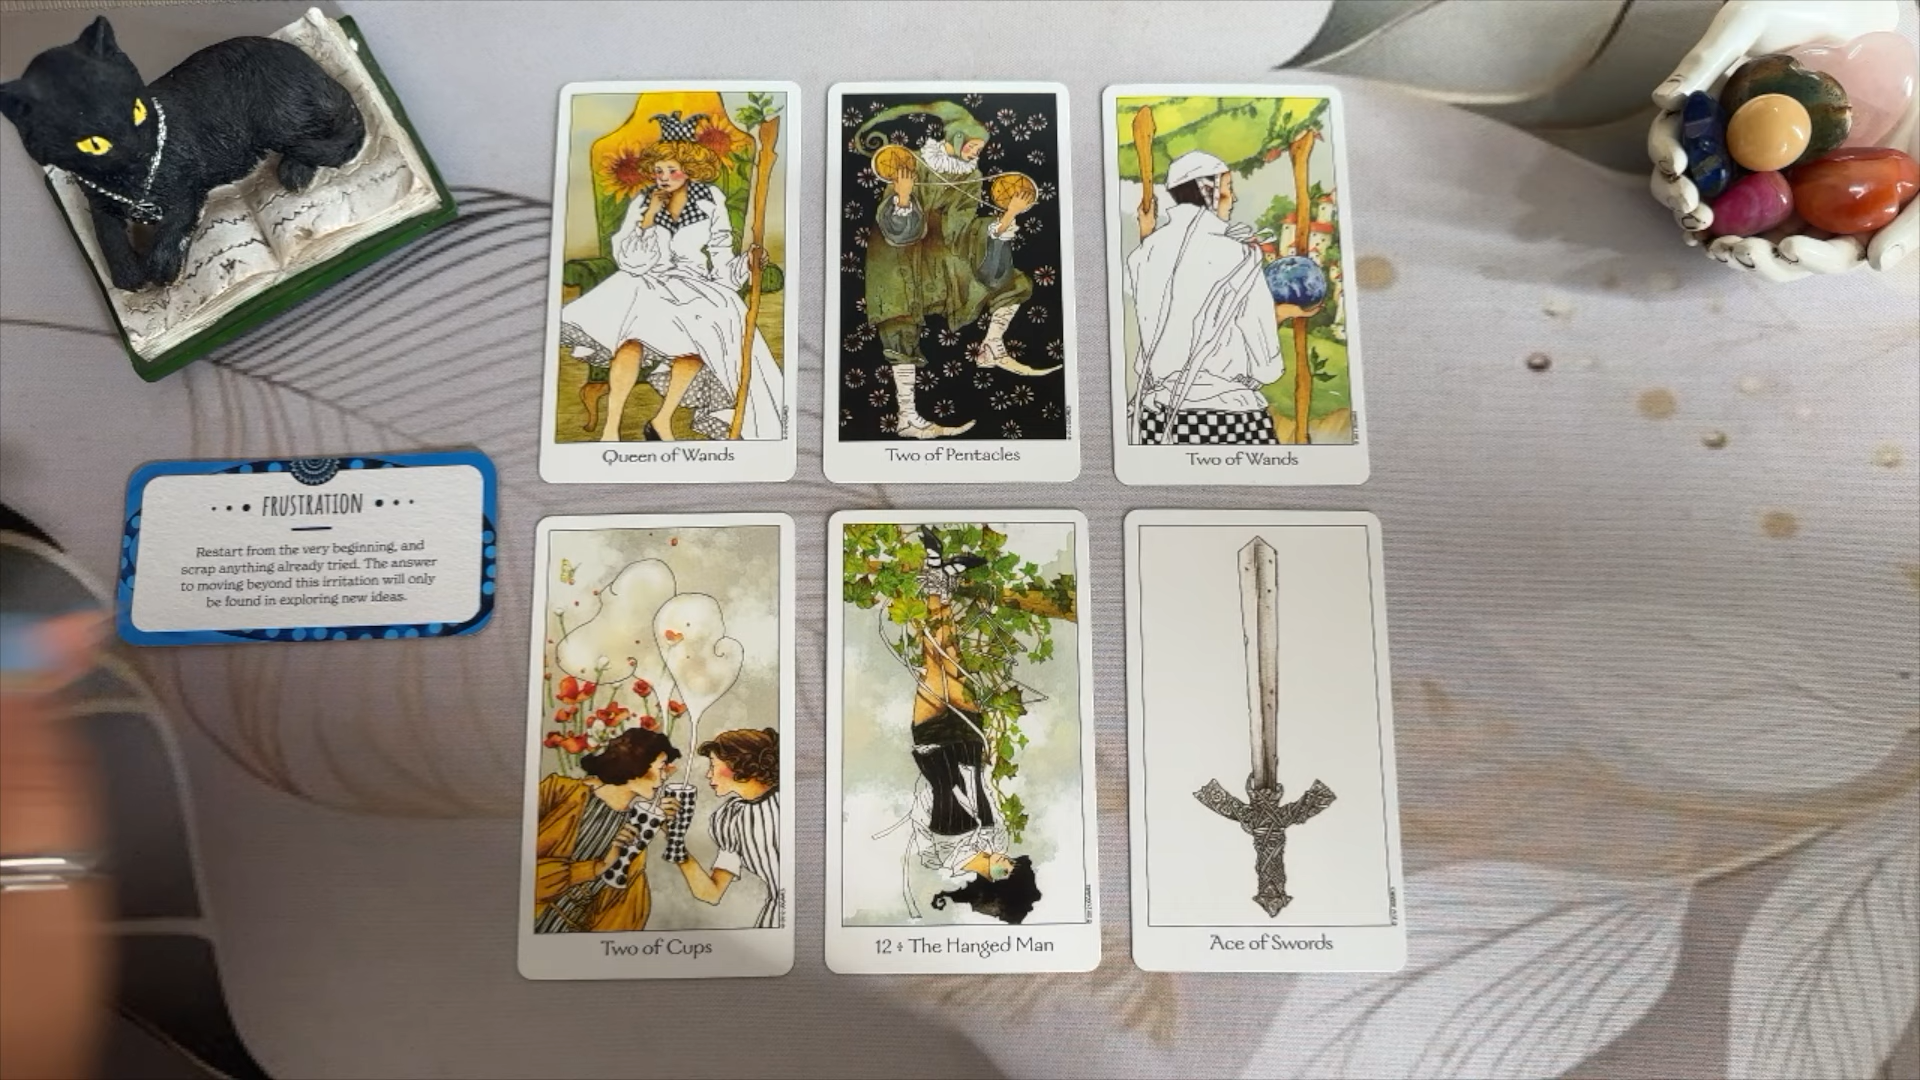 Queen of Wands
Two of Pentacles
Two of Wands
FRUSTRATION
Restart from the very beginning, and
scrap anything already tried. The answer
to moving beyond this irritation will only
be found in exploring new ideas.
Two of Cups
12 ÷ The Hanged Man
Ace of Swords